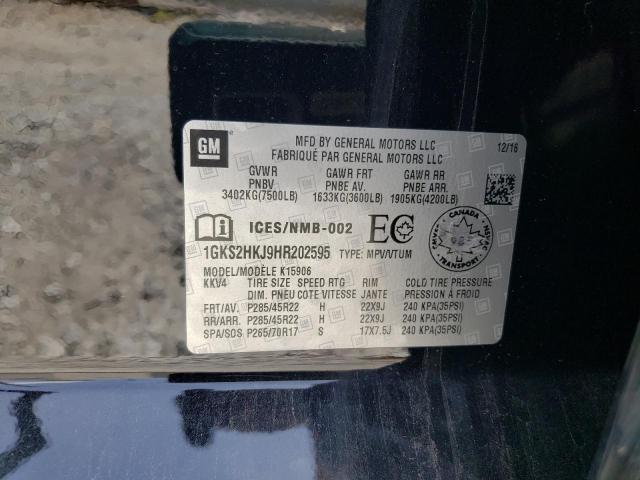 GM
MFD BY GENERAL MOTORS LLC
FABRIQUÉ PAR GENERAL MOTORS LLC
12/16
GVWR GAWR FRT GAWR RR
PNBV PNBE AV. PNBE ARR.
3402KG(7500LB) 1633KG(3600LB) 1905KG(4200LB)
ICES/NMB-002 EC
CANADA
TRANSPORT
1GKS2HKJ9HR202595 TYPE: MPV/VTUM
MODEL/MODÈLE K15906
KKV4 TIRE SIZE SPEED RTG RIM COLD TIRE PRESSURE
DIM. PNEU COTE VITESSE JANTE PRESSION À FROID
FRT/AV. P285/45R22 H 22X9J 240 KPA(35PSI)
RR/ARR. P285/45R22 H 22X9J 240 KPA(35PSI)
SPA/SOS P265/70R17 S 17X7.5J 240 KPA(35PSI)